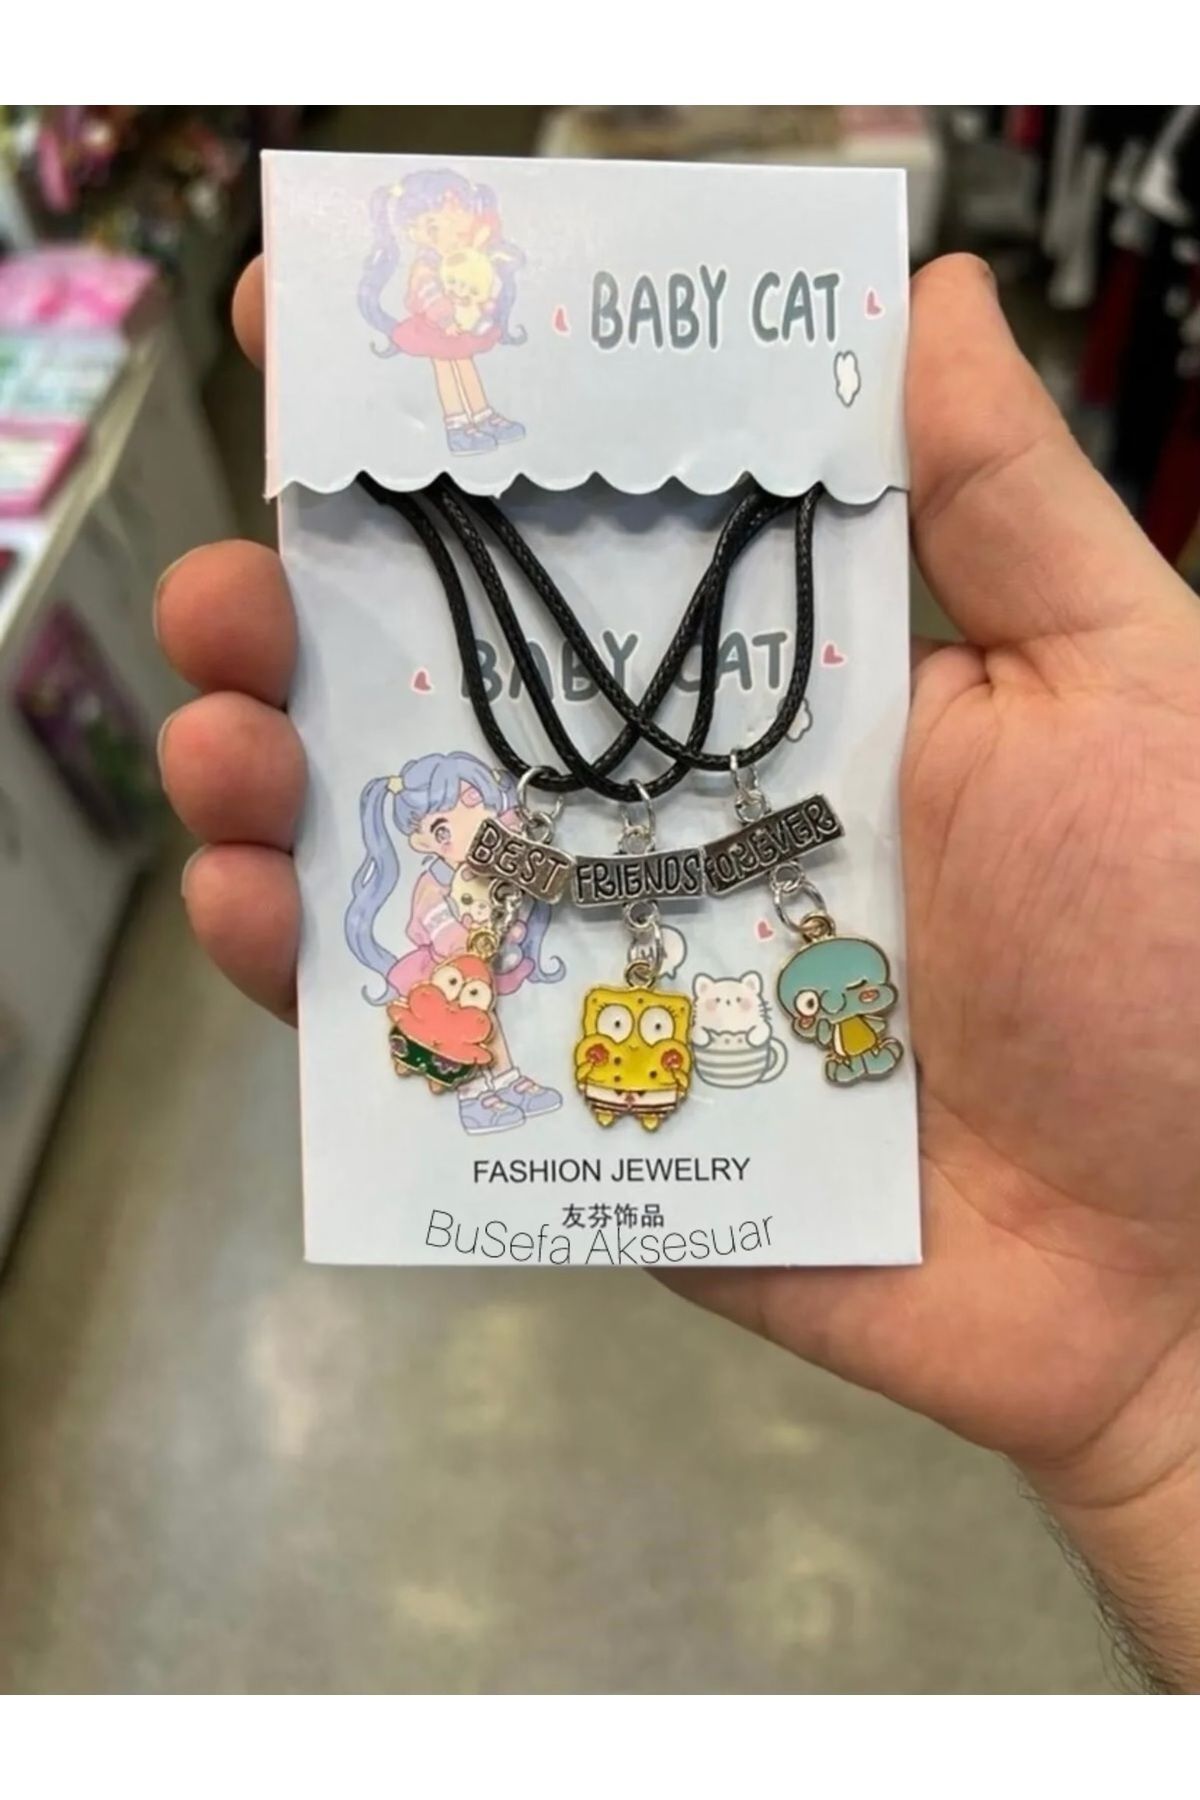 BABY CAT
BABY CAT
BEST FRIENDS FOREVER
FASHION JEWELRY
友芬饰品
BuSefa Aksesuar